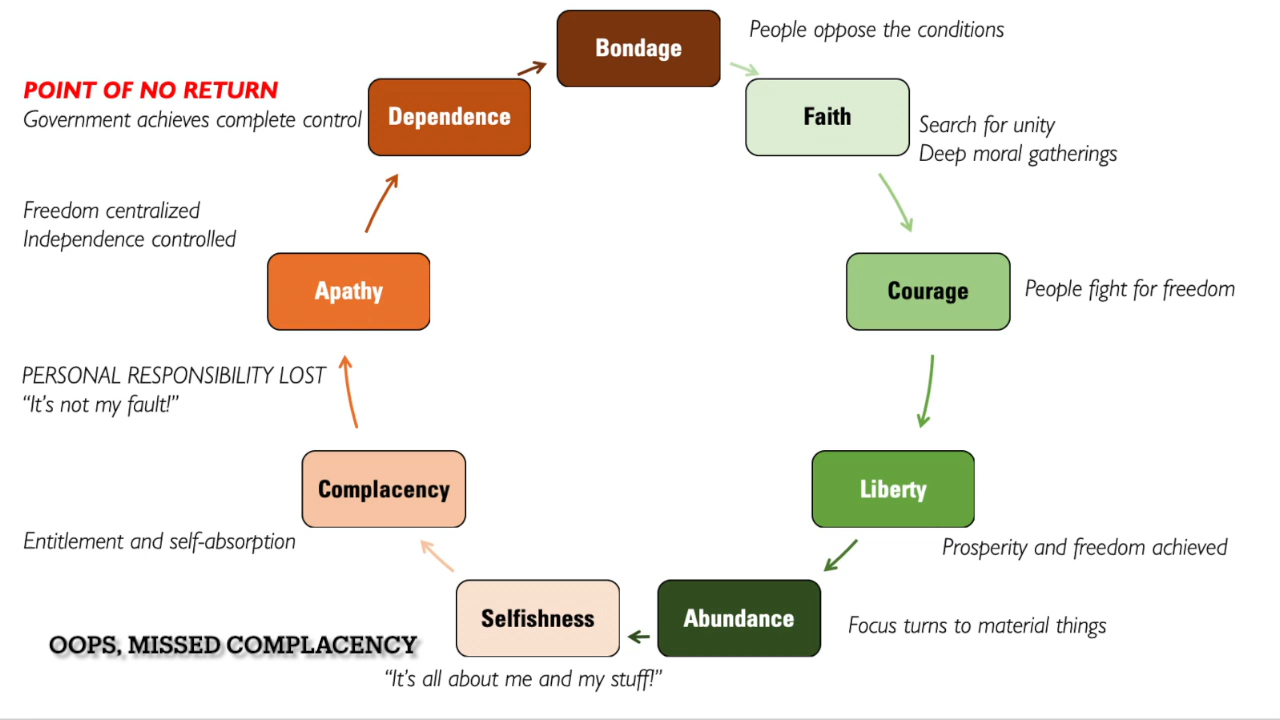 Bondage
People oppose the conditions
Faith
Search for unity
Deep moral gatherings
Courage
People fight for freedom
Liberty
Prosperity and freedom achieved
Abundance
Focus turns to material things
Selfishness
“It’s all about me and my stuff!”
OOPS, MISSED COMPLACENCY
Complacency
Entitlement and self-absorption
PERSONAL RESPONSIBILITY LOST
“It’s not my fault!”
Apathy
Freedom centralized
Independence controlled
Dependence
POINT OF NO RETURN
Government achieves complete control